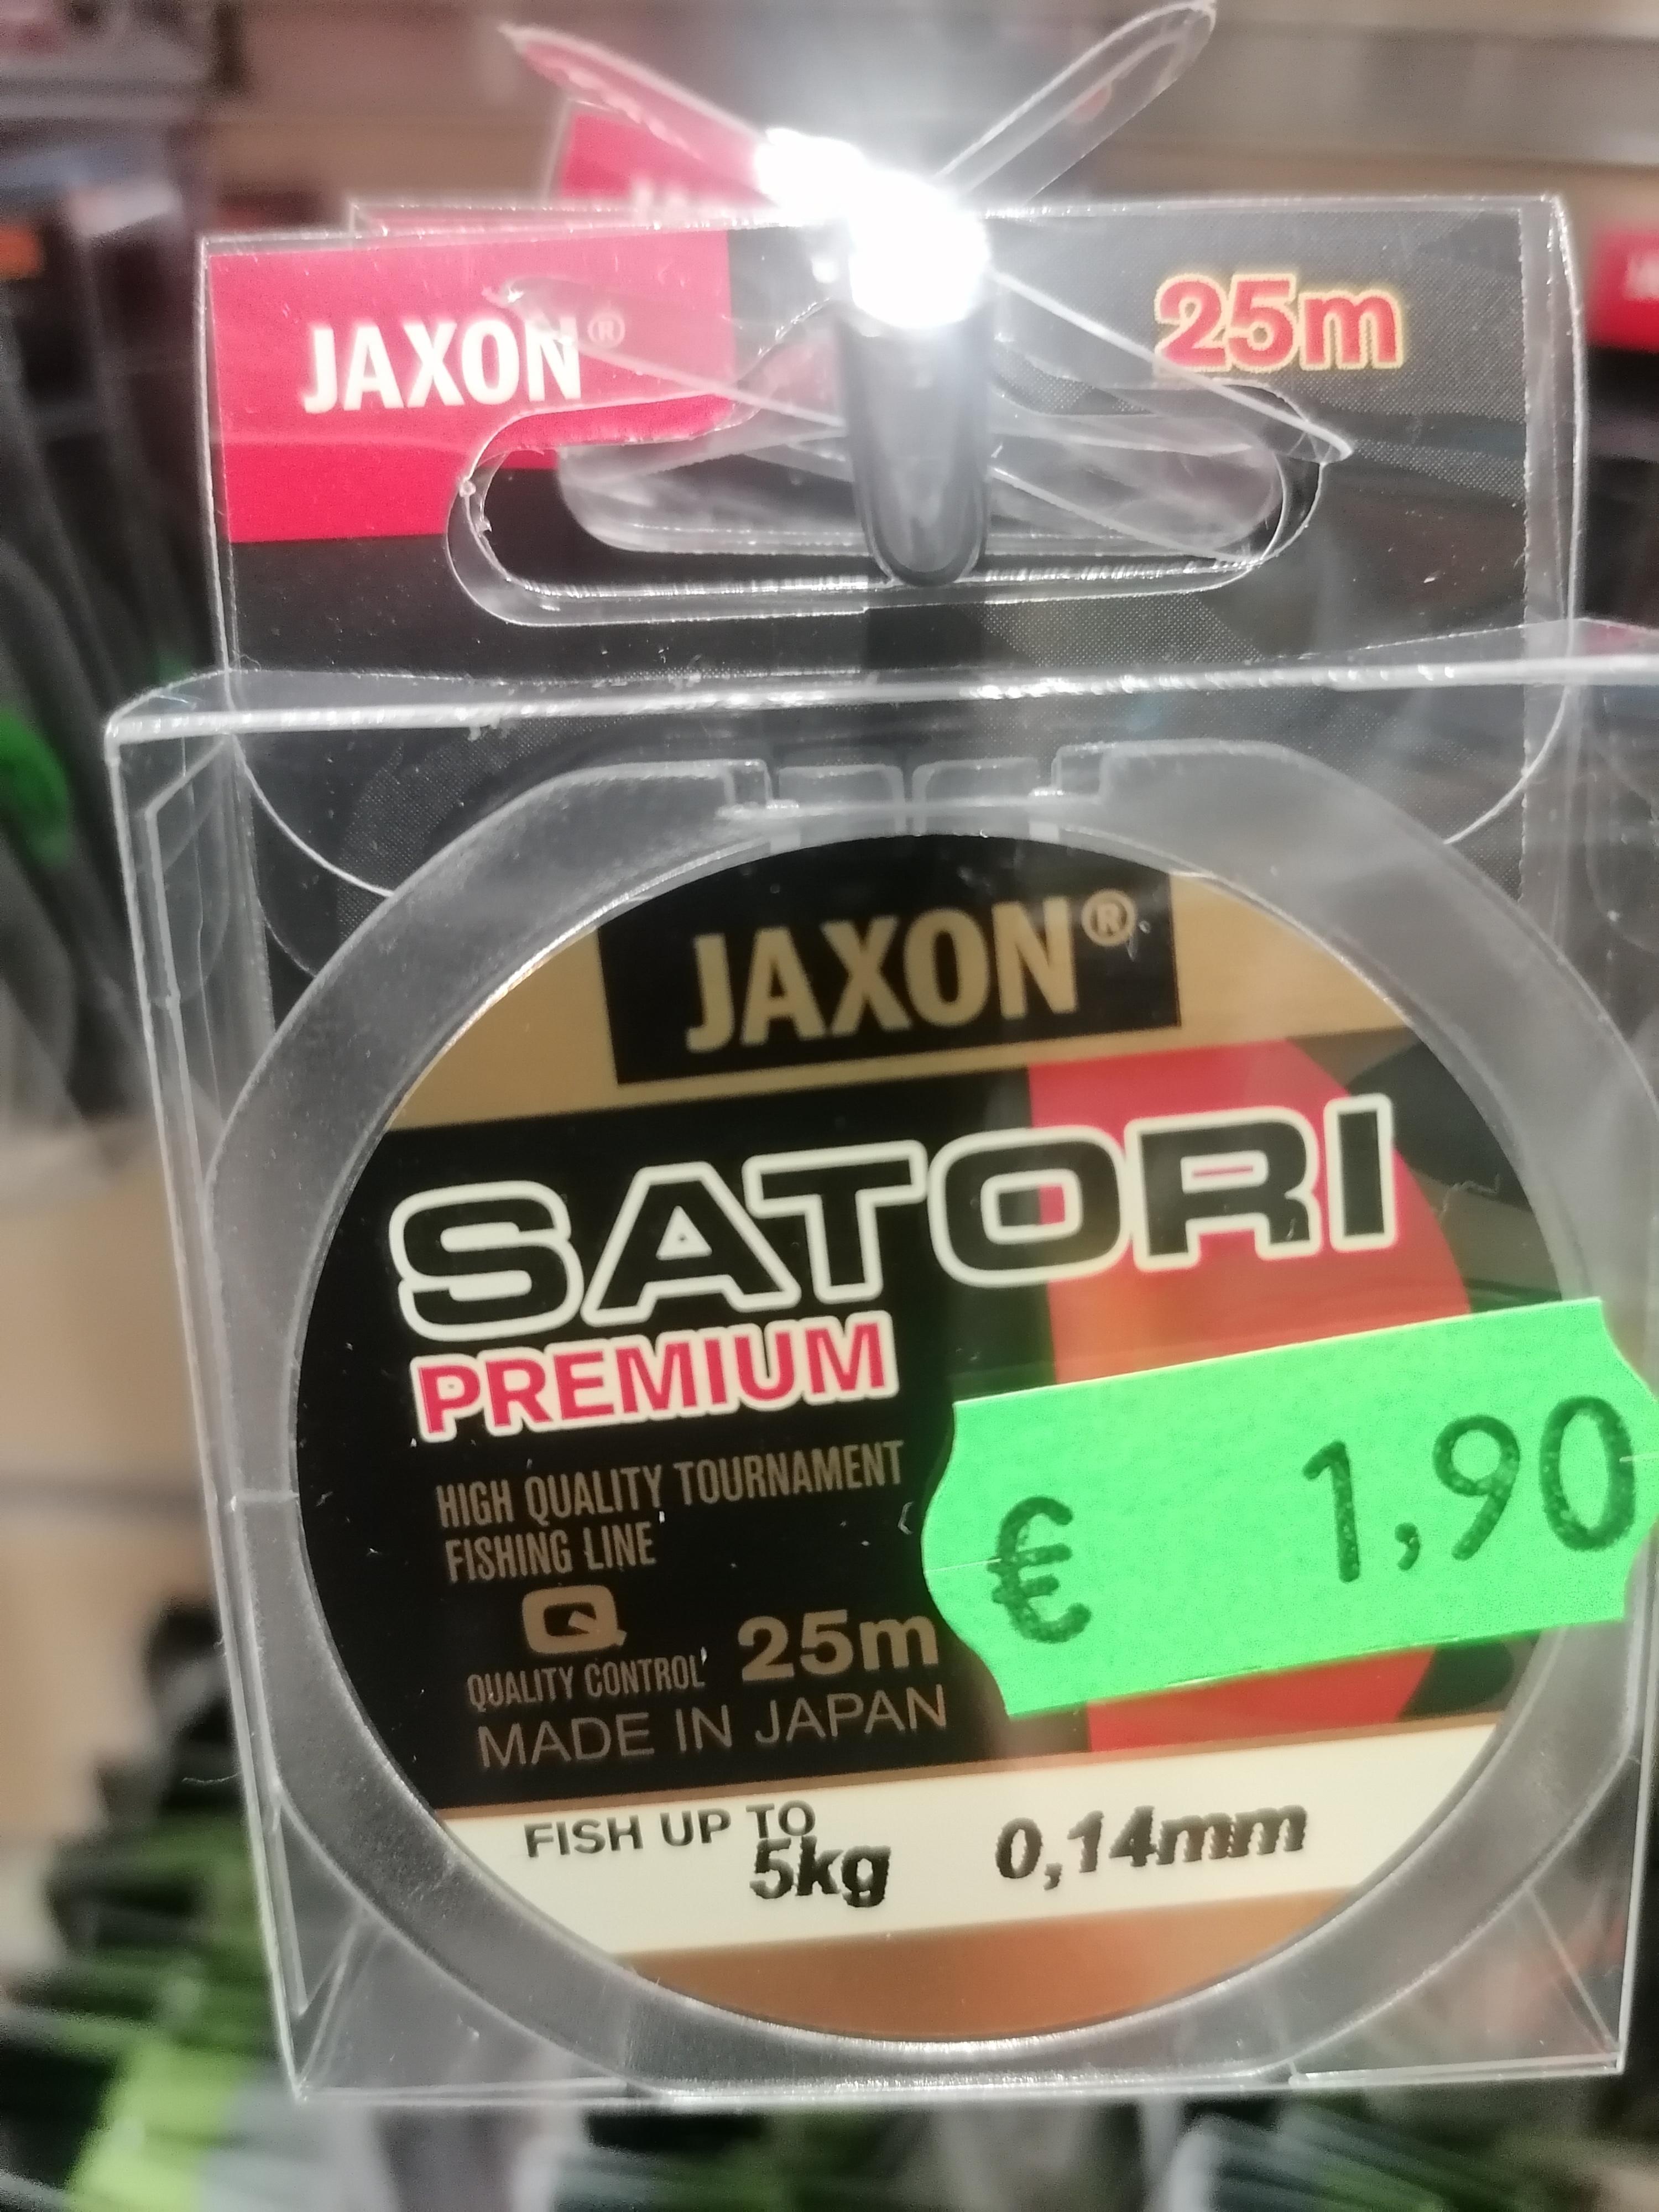 JAXON®
25m
JAXON®
SATORI
PREMIUM
HIGH QUALITY TOURNAMENT
FISHING LINE
Q
QUALITY CONTROL
25m
MADE IN JAPAN
€ 1,90
FISH UP TO
5kg
0,14mm